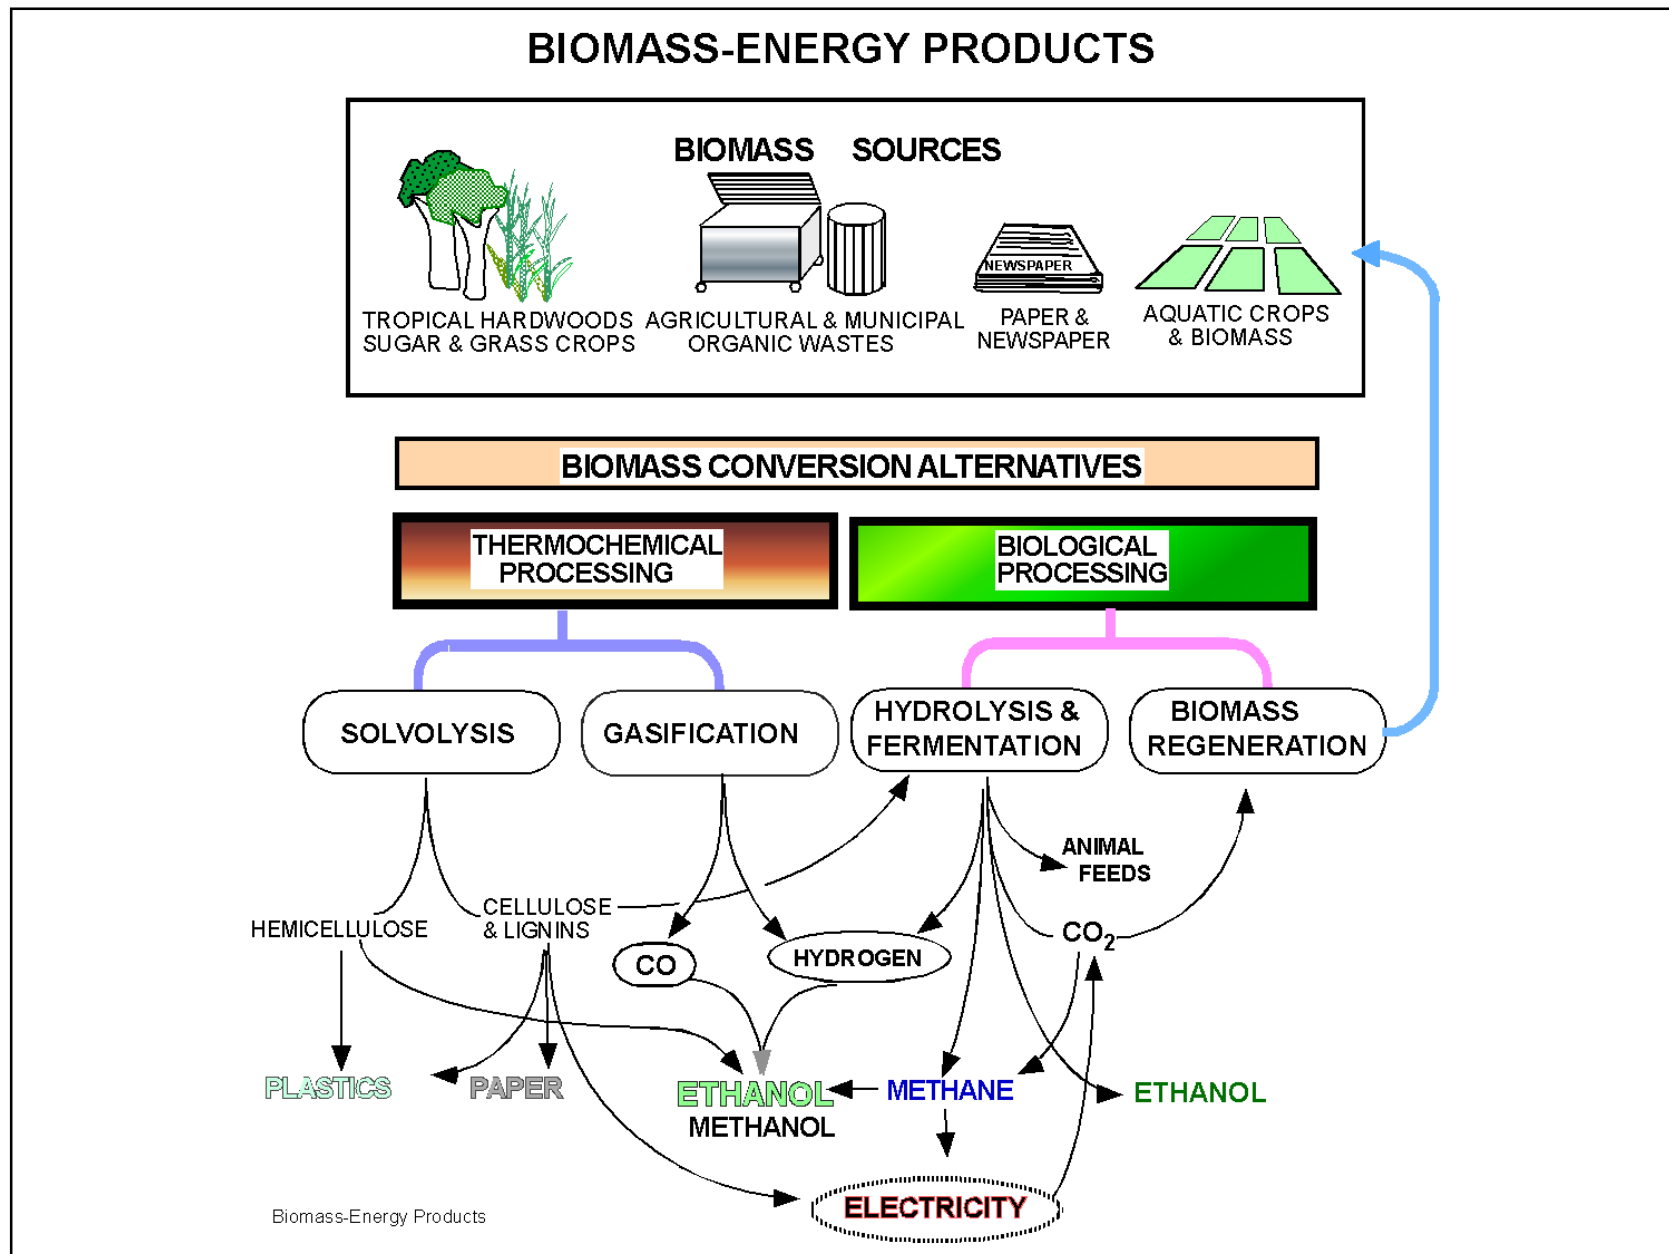 BIOMASS-ENERGY PRODUCTS
BIOMASS SOURCES
NEWSPAPER
TROPICAL HARDWOODS
SUGAR & GRASS CROPS
AGRICULTURAL & MUNICIPAL
ORGANIC WASTES
PAPER &
NEWSPAPER
AQUATIC CROPS
& BIOMASS
BIOMASS CONVERSION ALTERNATIVES
THERMOCHEMICAL
PROCESSING
BIOLOGICAL
PROCESSING
SOLVOLYSIS
GASIFICATION
HYDROLYSIS &
FERMENTATION
BIOMASS
REGENERATION
ANIMAL
FEEDS
HEMICELLULOSE
CELLULOSE
& LIGNINS
CO
HYDROGEN
CO₂
PLASTICS
PAPER
ETHANOL
METHANOL
METHANE
ETHANOL
ELECTRICITY
Biomass-Energy Products